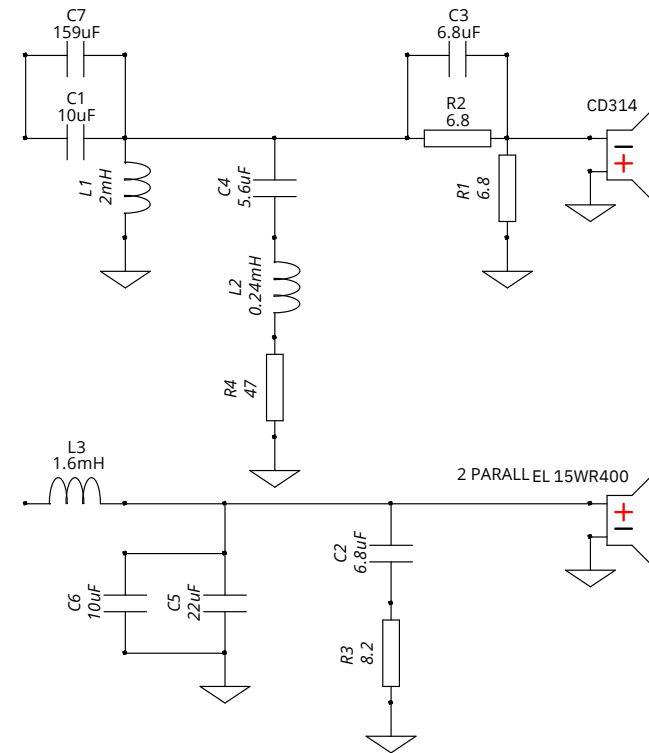 C7
159uF
C1
10uF
L1
2mH
C4
5.6uF
L2
0.24mH
R4
47
C3
6.8uF
R2
6.8
R1
6.8
CD314
L3
1.6mH
C6
10uF
C5
22uF
C2
6.8uF
R3
8.2
2 PARALLEL 15WR400